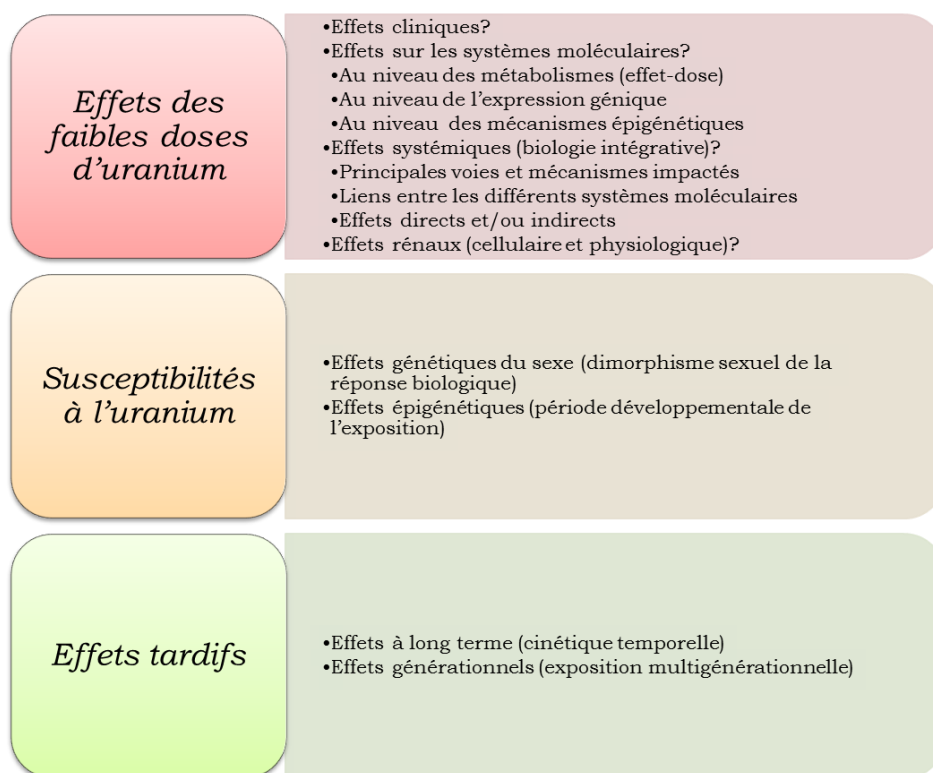 Effets des
faibles doses
d'uranium
•Effets cliniques?
•Effets sur les systèmes moléculaires?
•Au niveau des métabolismes (effet-dose)
•Au niveau de l'expression génique
•Au niveau des mécanismes épigénétiques
•Effets systémiques (biologie intégrative)?
•Principales voies et mécanismes impactés
•Liens entre les différents systèmes moléculaires
•Effets directs et/ou indirects
•Effets rénaux (cellulaire et physiologique)?
Susceptibilités
à l'uranium
•Effets génétiques du sexe (dimorphisme sexuel de la
réponse biologique)
•Effets épigénétiques (période développementale de
l'exposition)
Effets tardifs
•Effets à long terme (cinétique temporelle)
•Effets générationnels (exposition multigénérationnelle)